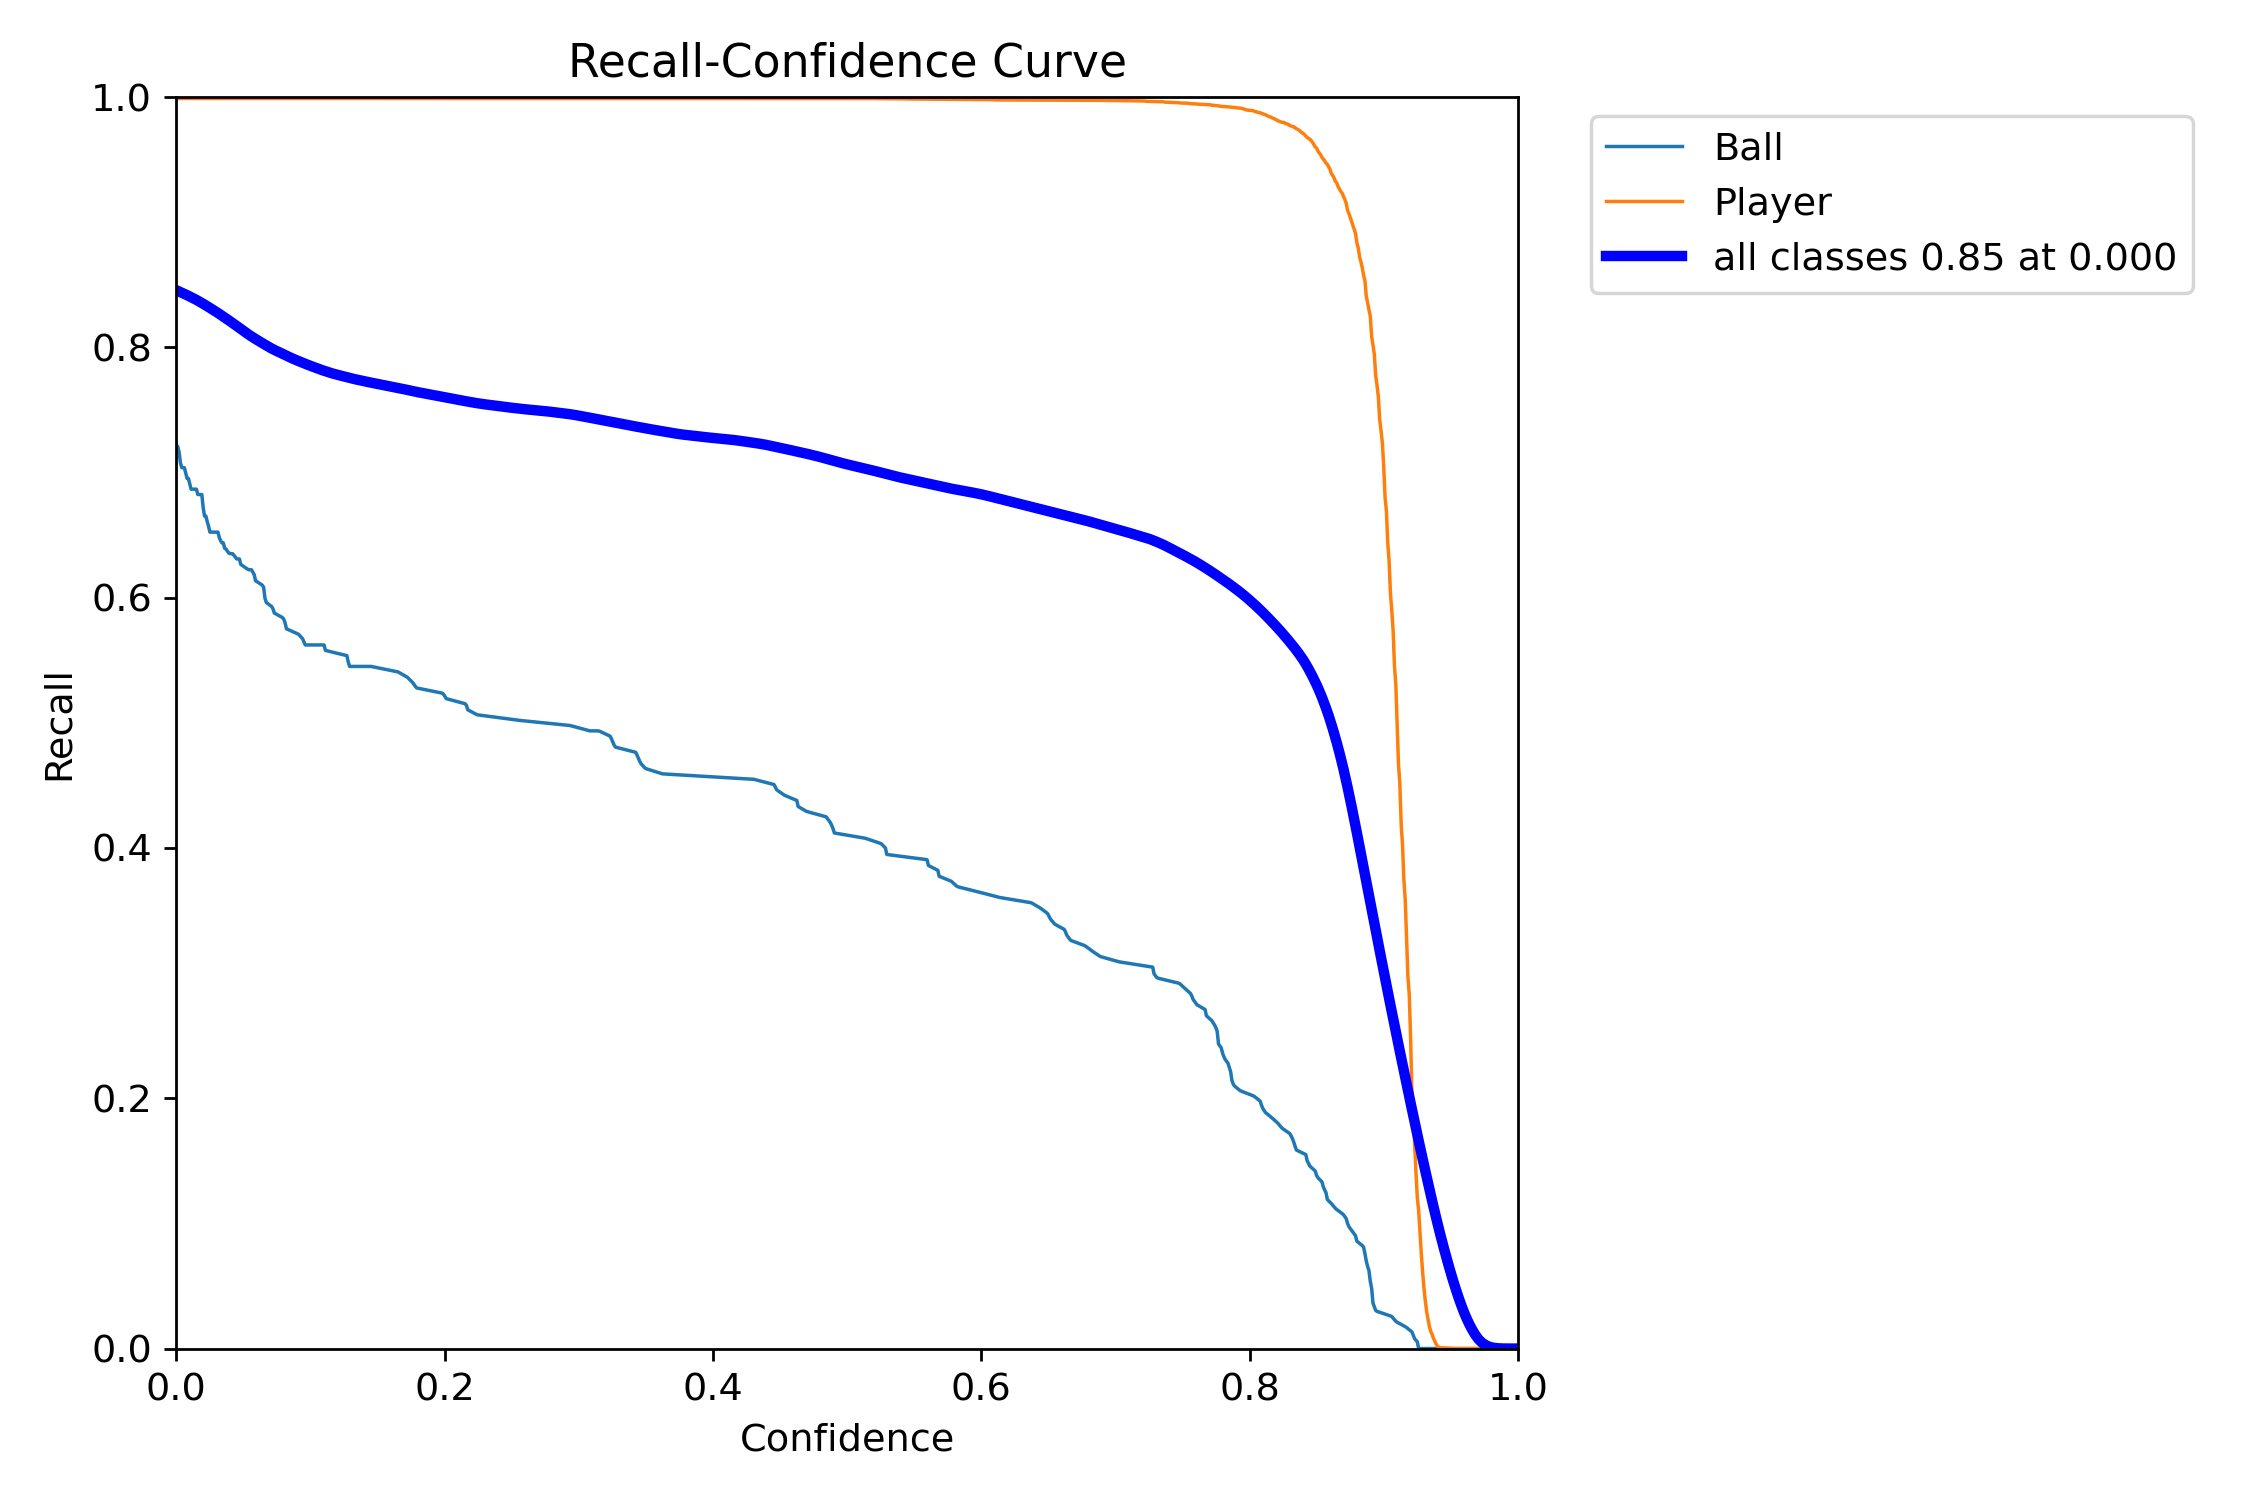 Recall-Confidence Curve
1.0
0.8
0.6
0.4
0.2
0.0
Recall
0.0 0.2 0.4 0.6 0.8 1.0
Confidence
Ball
Player
all classes 0.85 at 0.000